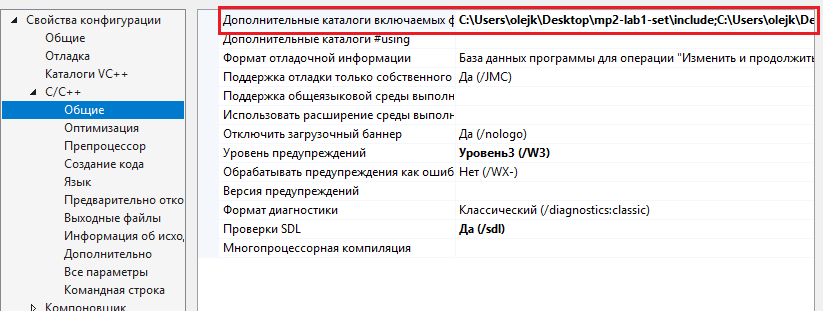 Свойства конфигурации
Общие
Отладка
Каталоги VC++
C/C++
Общие
Оптимизация
Препроцессор
Создание кода
Язык
Предварительно отко
Выходные файлы
Информация об исход
Дополнительно
Все параметры
Командная строка
Компоновщик
Дополнительные каталоги включаемых ф C:\Users\olejk\Desktop\mp2-lab1-set\include;C:\Users\olejk\De
Дополнительные каталоги #using
Формат отладочной информации База данных программы для операции "Изменить и продолжить
Поддержка отладки только собственного Да (/JMC)
Поддержка общеязыковой среды выполн
Использовать расширение среды выполн
Отключить загрузочный баннер Да (/nologo)
Уровень предупреждений Уровень3 (/W3)
Обрабатывать предупреждения как ошиб Нет (/WX-)
Версия предупреждений
Формат диагностики Классический (/diagnostics:classic)
Проверки SDL Да (/sdl)
Многопроцессорная компиляция